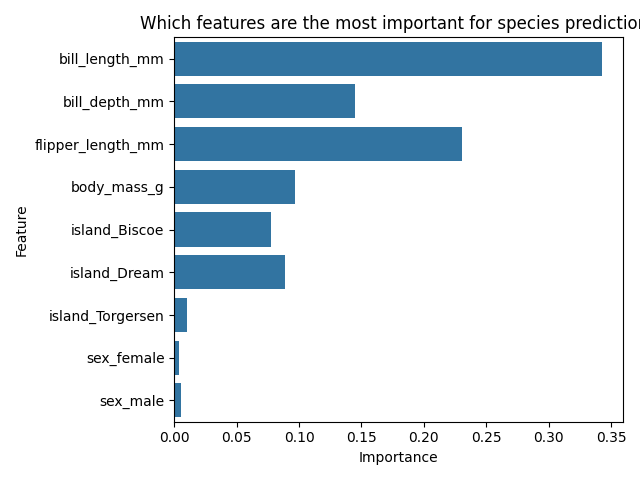 Which features are the most important for species prediction
bill_length_mm
bill_depth_mm
flipper_length_mm
body_mass_g
island_Biscoe
island_Dream
island_Torgersen
sex_female
sex_male
Feature
0.00 0.05 0.10 0.15 0.20 0.25 0.30 0.35
Importance